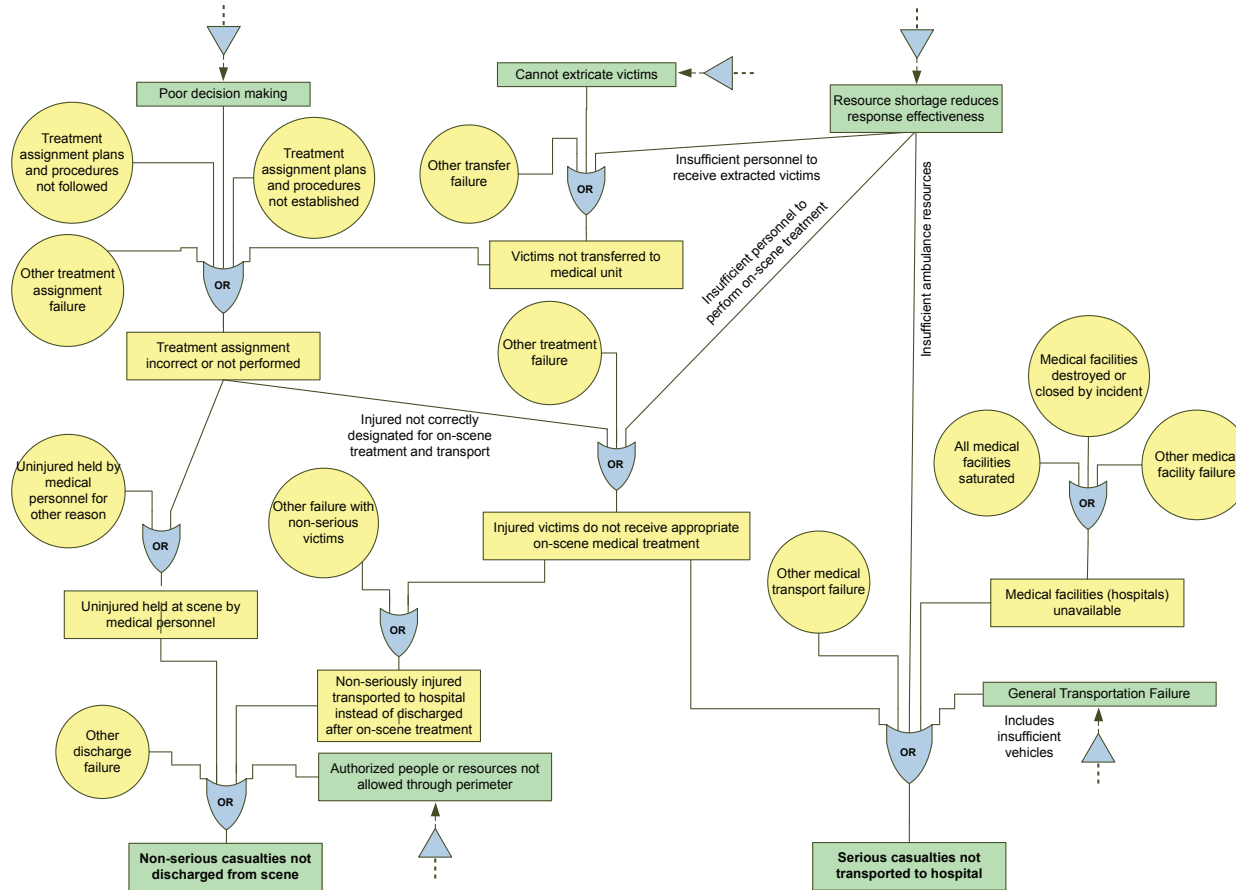 Poor decision making
Cannot extricate victims
Resource shortage reduces
response effectiveness
Treatment
assignment plans
and procedures
not followed
Treatment
assignment plans
and procedures
not established
Other transfer
failure
OR
Insufficient personnel to
receive extracted victims
Insufficient personnel to
perform on-scene treatment
Insufficient ambulance resources
Other treatment
assignment
failure
OR
Victims not transferred to
medical unit
Treatment assignment
incorrect or not performed
Other treatment
failure
Medical facilities
destroyed or
closed by incident
Injured not correctly
designated for on-scene
treatment and transport
OR
All medical
facilities
saturated
Other medical
facility failure
OR
Uninjured held by
medical
personnel for
other reason
OR
Other failure with
non-serious
victims
Injured victims do not receive appropriate
on-scene medical treatment
Other medical
transport failure
Medical facilities (hospitals)
unavailable
Uninjured held at scene by
medical personnel
OR
Non-seriously injured
transported to hospital
instead of discharged
after on-scene treatment
General Transportation Failure
Includes
insufficient
vehicles
OR
Other
discharge
failure
OR
Authorized people or resources not
allowed through perimeter
Non-serious casualties not
discharged from scene
Serious casualties not
transported to hospital